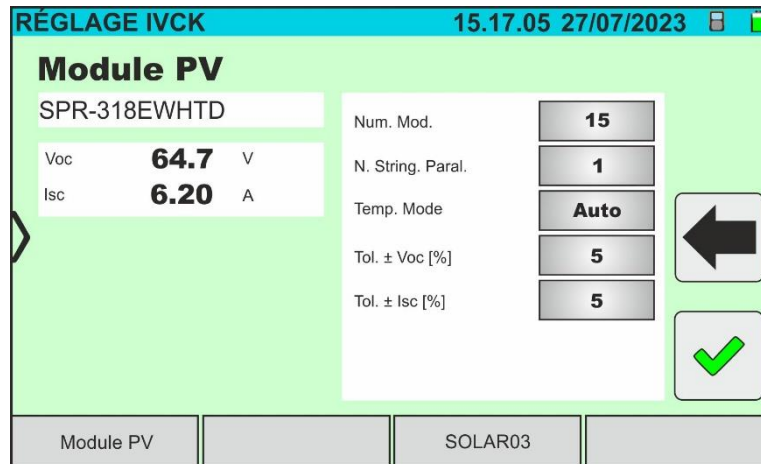 RÉGLAGE IVCK 15.17.05 27/07/2023
Module PV
SPR-318EWHTD
Voc 64.7 V
Isc 6.20 A
Num. Mod. 15
N. String. Paral. 1
Temp. Mode Auto
Tol. ± Voc [%] 5
Tol. ± Isc [%] 5
Module PV SOLAR03